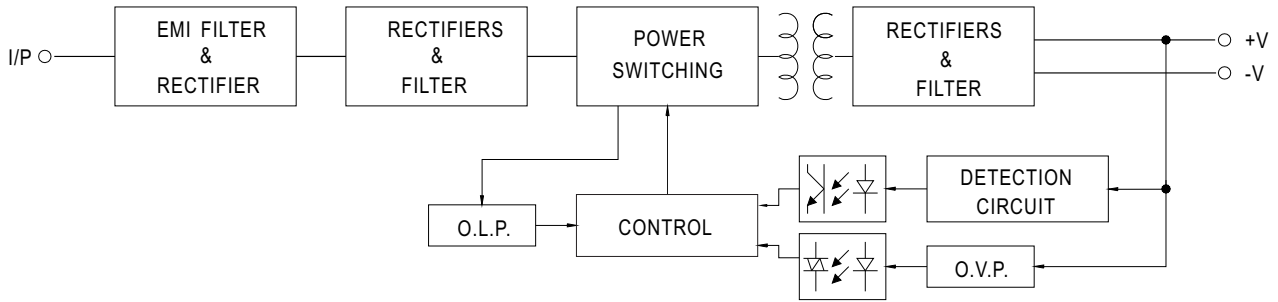 I/P
EMI FILTER
&
RECTIFIER
RECTIFIERS
&
FILTER
POWER
SWITCHING
RECTIFIERS
&
FILTER
+V
-V
DETECTION
CIRCUIT
O.L.P.
CONTROL
O.V.P.